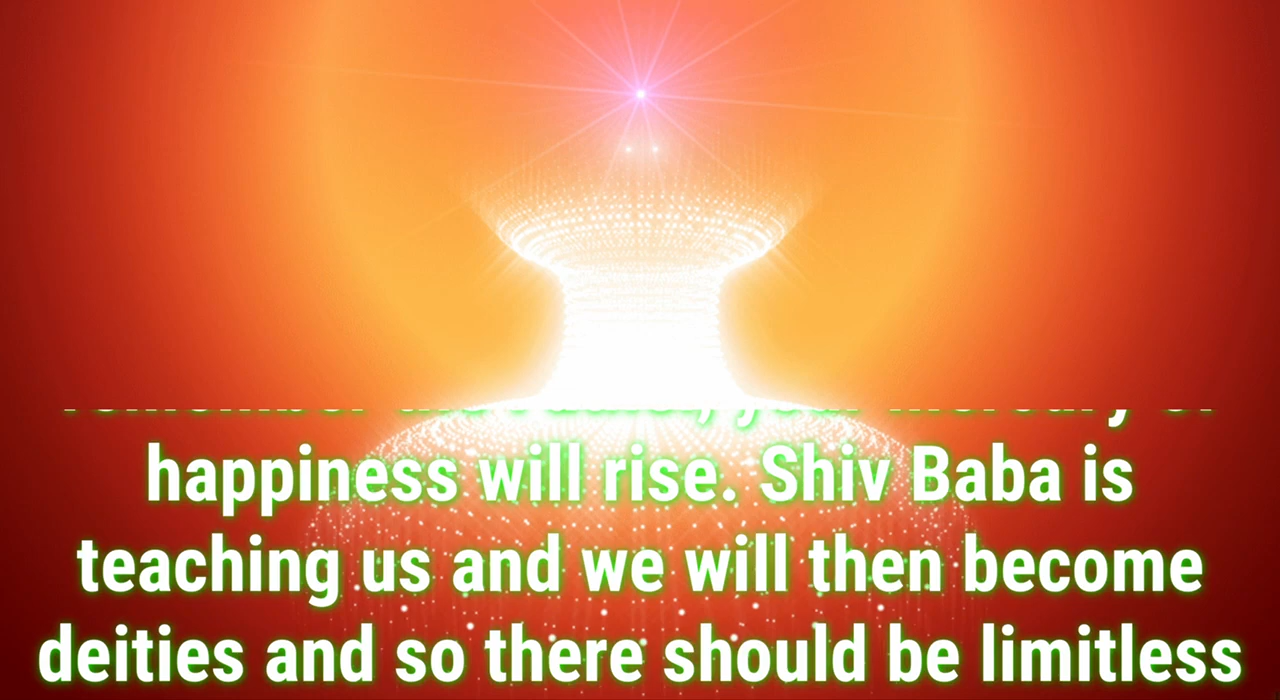 happiness will rise. Shiv Baba is
teaching us and we will then become
deities and so there should be limitless